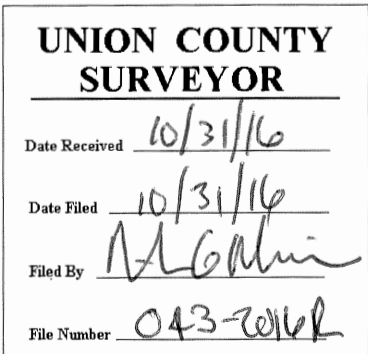 UNION COUNTY
SURVEYOR
Date Received 10/31/16
Date Filed 10/31/16
Filed By
File Number 043-2016R